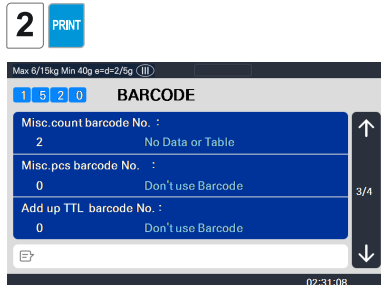 2 PRINT
Max 6/15kg Min 40g e=d=2/5g III
1 5 2 0 BARCODE
Misc.count barcode No. :
2 No Data or Table
Misc.pcs barcode No. :
0 Don't use Barcode
3/4
Add up TTL barcode No. :
0 Don't use Barcode
02:31:08